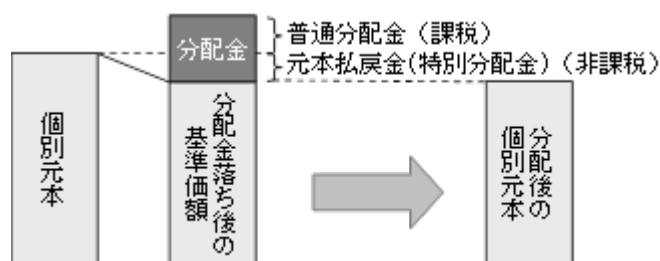 分配金
普通分配金（課税）
元本払戻金(特別分配金)（非課税）
個別元本
分配金落ち後の
基準価額
分配後の
個別元本